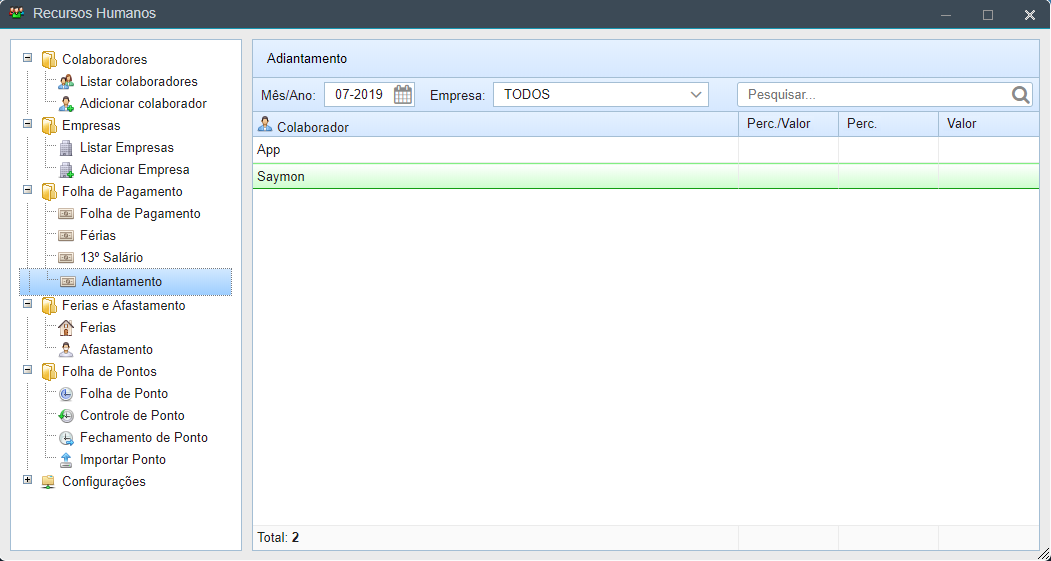 Recursos Humanos
Colaboradores
Listar colaboradores
Adicionar colaborador
Empresas
Listar Empresas
Adicionar Empresa
Folha de Pagamento
Folha de Pagamento
Férias
13º Salário
Adiantamento
Ferias e Afastamento
Ferias
Afastamento
Folha de Pontos
Folha de Ponto
Controle de Ponto
Fechamento de Ponto
Importar Ponto
Configurações
Adiantamento
Mês/Ano: 07-2019 Empresa: TODOS Pesquisar...
Colaborador Perc./Valor Perc. Valor
App
Saymon
Total: 2